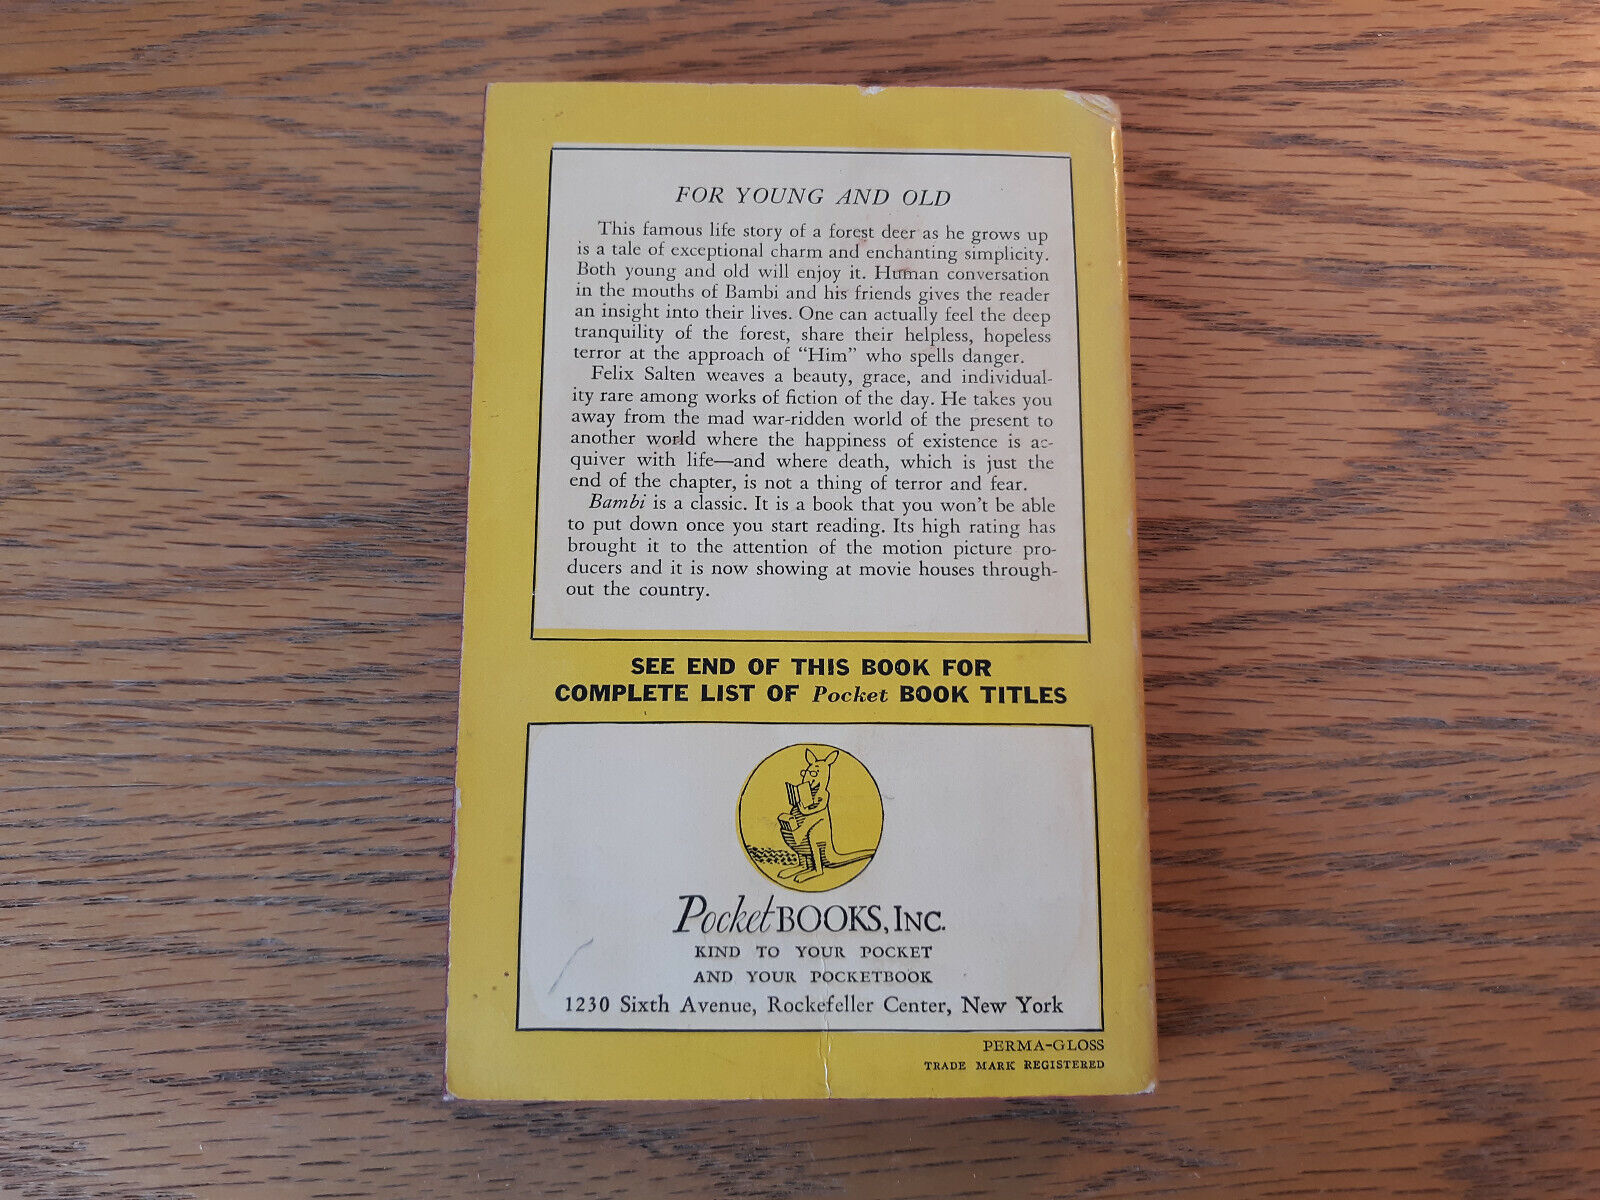 FOR YOUNG AND OLD
This famous life story of a forest deer as he grows up
is a tale of exceptional charm and enchanting simplicity.
Both young and old will enjoy it. Human conversation
in the mouths of Bambi and his friends gives the reader
an insight into their lives. One can actually feel the deep
tranquility of the forest, share their helpless, hopeless
terror at the approach of “Him” who spells danger.
Felix Salten weaves a beauty, grace, and individual-
ity rare among works of fiction of the day. He takes you
away from the mad war-ridden world of the present to
another world where the happiness of existence is ac-
quiver with life—and where death, which is just the
end of the chapter, is not a thing of terror and fear.
Bambi is a classic. It is a book that you won't be able
to put down once you start reading. Its high rating has
brought it to the attention of the motion picture pro-
ducers and it is now showing at movie houses through-
out the country.
SEE END OF THIS BOOK FOR
COMPLETE LIST OF Pocket BOOK TITLES
Pocket BOOKS, INC.
KIND TO YOUR POCKET
AND YOUR POCKETBOOK
1230 Sixth Avenue, Rockefeller Center, New York
PERMA-GLOSS
TRADE MARK REGISTERED